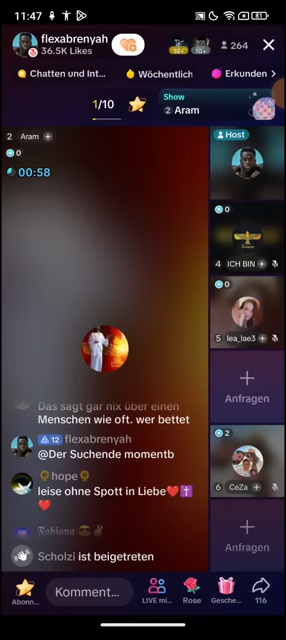 11:47
81
flexabrenyah
36.5K Likes
10+
10+
264
Chatten und Int...
Wöchentlich
Erkunden >
1/10
Show
2 Aram
2 Aram +
0
00:58
Host
0
4 ICH BIN +
0
5 lea_lae3 +
Anfragen
2
6 CeZa +
Anfragen
Das sagt gar nix über einen
Menschen wie oft. wer bettet
12 flexabrenyah
@Der Suchende momentb
🌻hope🌻
leise ohne Spott in Liebe❤️✝️
❤️
𝕱𝖆𝖇𝖎𝖆𝖓𝖆 😎✌
Scholzi ist beigetreten
Abonn...
Komment...
LIVE mi...
Rose
Gesche...
116